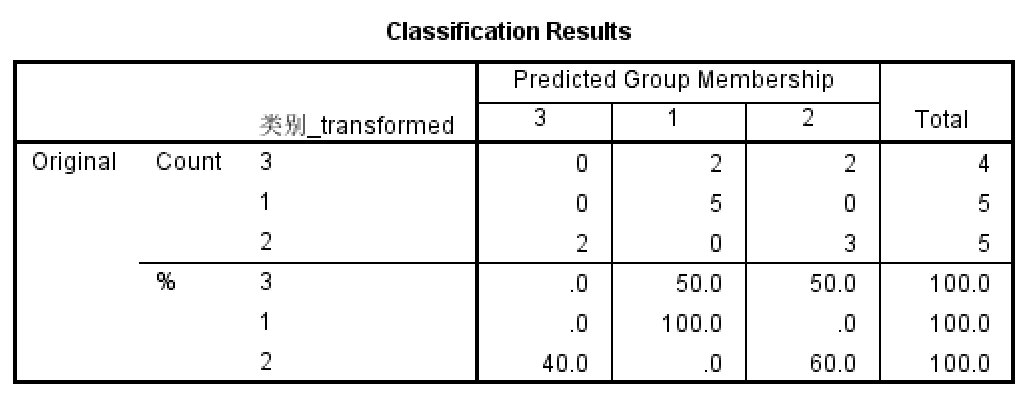 Classification Results
Predicted Group Membership
类别_transformed 3 1 2 Total
Original Count 3 0 2 2 4
1 0 5 0 5
2 2 0 3 5
% 3 .0 50.0 50.0 100.0
1 .0 100.0 .0 100.0
2 40.0 .0 60.0 100.0